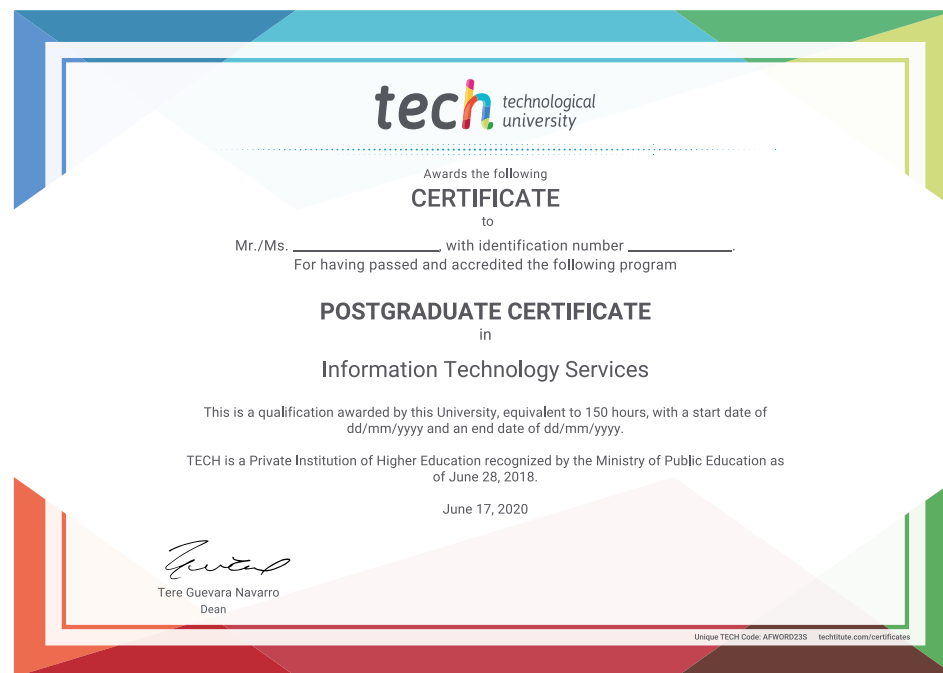 tech technological
university
Awards the following
CERTIFICATE
to
Mr./Ms. ____________________, with identification number ______________.
For having passed and accredited the following program
POSTGRADUATE CERTIFICATE
in
Information Technology Services
This is a qualification awarded by this University, equivalent to 150 hours, with a start date of
dd/mm/yyyy and an end date of dd/mm/yyyy.
TECH is a Private Institution of Higher Education recognized by the Ministry of Public Education as
of June 28, 2018.
June 17, 2020
Tere Guevara Navarro
Dean
Unique TECH Code: AFWORD23S techtitute.com/certificates